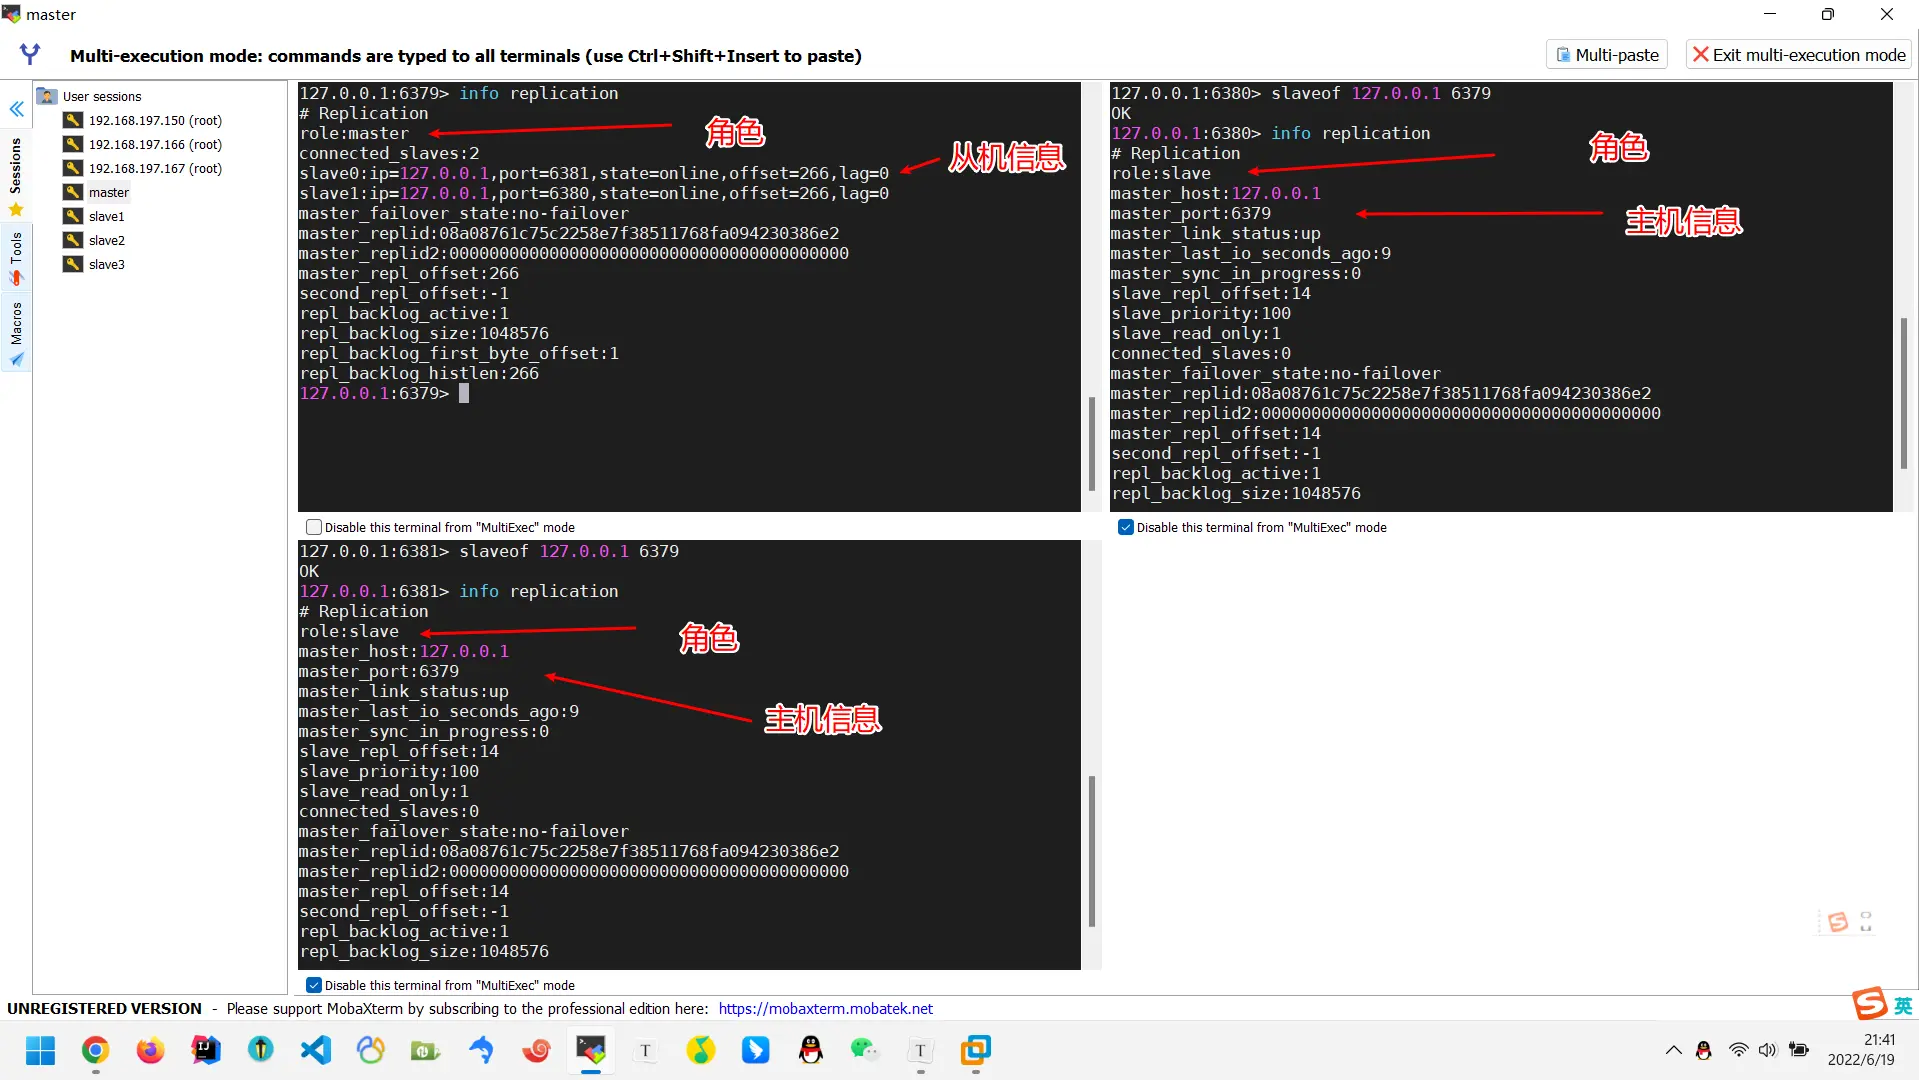 master
Multi-execution mode: commands are typed to all terminals (use Ctrl+Shift+Insert to paste)
Multi-paste
Exit multi-execution mode
Sessions
Tools
Macros
User sessions
192.168.197.150 (root)
192.168.197.166 (root)
192.168.197.167 (root)
master
slave1
slave2
slave3
127.0.0.1:6379> info replication
# Replication
role:master
角色
connected_slaves:2
从机信息
slave0:ip=127.0.0.1,port=6381,state=online,offset=266,lag=0
slave1:ip=127.0.0.1,port=6380,state=online,offset=266,lag=0
master_failover_state:no-failover
master_replid:08a08761c75c2258e7f38511768fa094230386e2
master_replid2:0000000000000000000000000000000000000000
master_repl_offset:266
second_repl_offset:-1
repl_backlog_active:1
repl_backlog_size:1048576
repl_backlog_first_byte_offset:1
repl_backlog_histlen:266
127.0.0.1:6379>
Disable this terminal from "MultiExec" mode
127.0.0.1:6380> slaveof 127.0.0.1 6379
OK
127.0.0.1:6380> info replication
角色
# Replication
role:slave
master_host:127.0.0.1
master_port:6379
主机信息
master_link_status:up
master_last_io_seconds_ago:9
master_sync_in_progress:0
slave_repl_offset:14
slave_priority:100
slave_read_only:1
connected_slaves:0
master_failover_state:no-failover
master_replid:08a08761c75c2258e7f38511768fa094230386e2
master_replid2:0000000000000000000000000000000000000000
master_repl_offset:14
second_repl_offset:-1
repl_backlog_active:1
repl_backlog_size:1048576
Disable this terminal from "MultiExec" mode
127.0.0.1:6381> slaveof 127.0.0.1 6379
OK
127.0.0.1:6381> info replication
# Replication
role:slave
角色
master_host:127.0.0.1
master_port:6379
master_link_status:up
master_last_io_seconds_ago:9
主机信息
master_sync_in_progress:0
slave_repl_offset:14
slave_priority:100
slave_read_only:1
connected_slaves:0
master_failover_state:no-failover
master_replid:08a08761c75c2258e7f38511768fa094230386e2
master_replid2:0000000000000000000000000000000000000000
master_repl_offset:14
second_repl_offset:-1
repl_backlog_active:1
repl_backlog_size:1048576
Disable this terminal from "MultiExec" mode
UNREGISTERED VERSION - Please support MobaXterm by subscribing to the professional edition here: https://mobaxterm.mobatek.net
英
21:41
2022/6/19